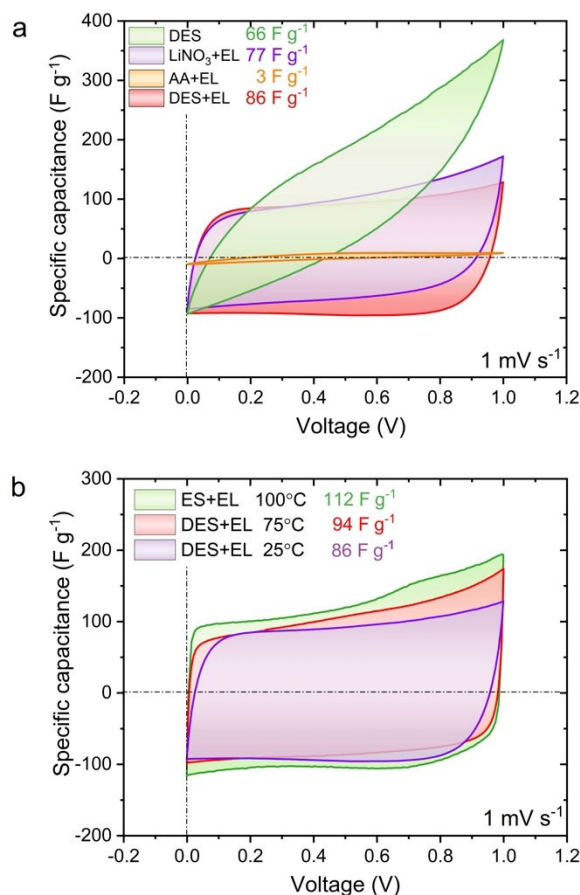 a
DES 66 F g⁻¹
LiNO₃+EL 77 F g⁻¹
AA+EL 3 F g⁻¹
DES+EL 86 F g⁻¹
400
300
200
100
0
-100
-200
Specific capacitance (F g⁻¹)
1 mV s⁻¹
-0.2 0.0 0.2 0.4 0.6 0.8 1.0 1.2
Voltage (V)
b
ES+EL 100°C 112 F g⁻¹
DES+EL 75°C 94 F g⁻¹
DES+EL 25°C 86 F g⁻¹
300
200
100
0
-100
-200
Specific capacitance (F g⁻¹)
1 mV s⁻¹
-0.2 0.0 0.2 0.4 0.6 0.8 1.0 1.2
Voltage (V)